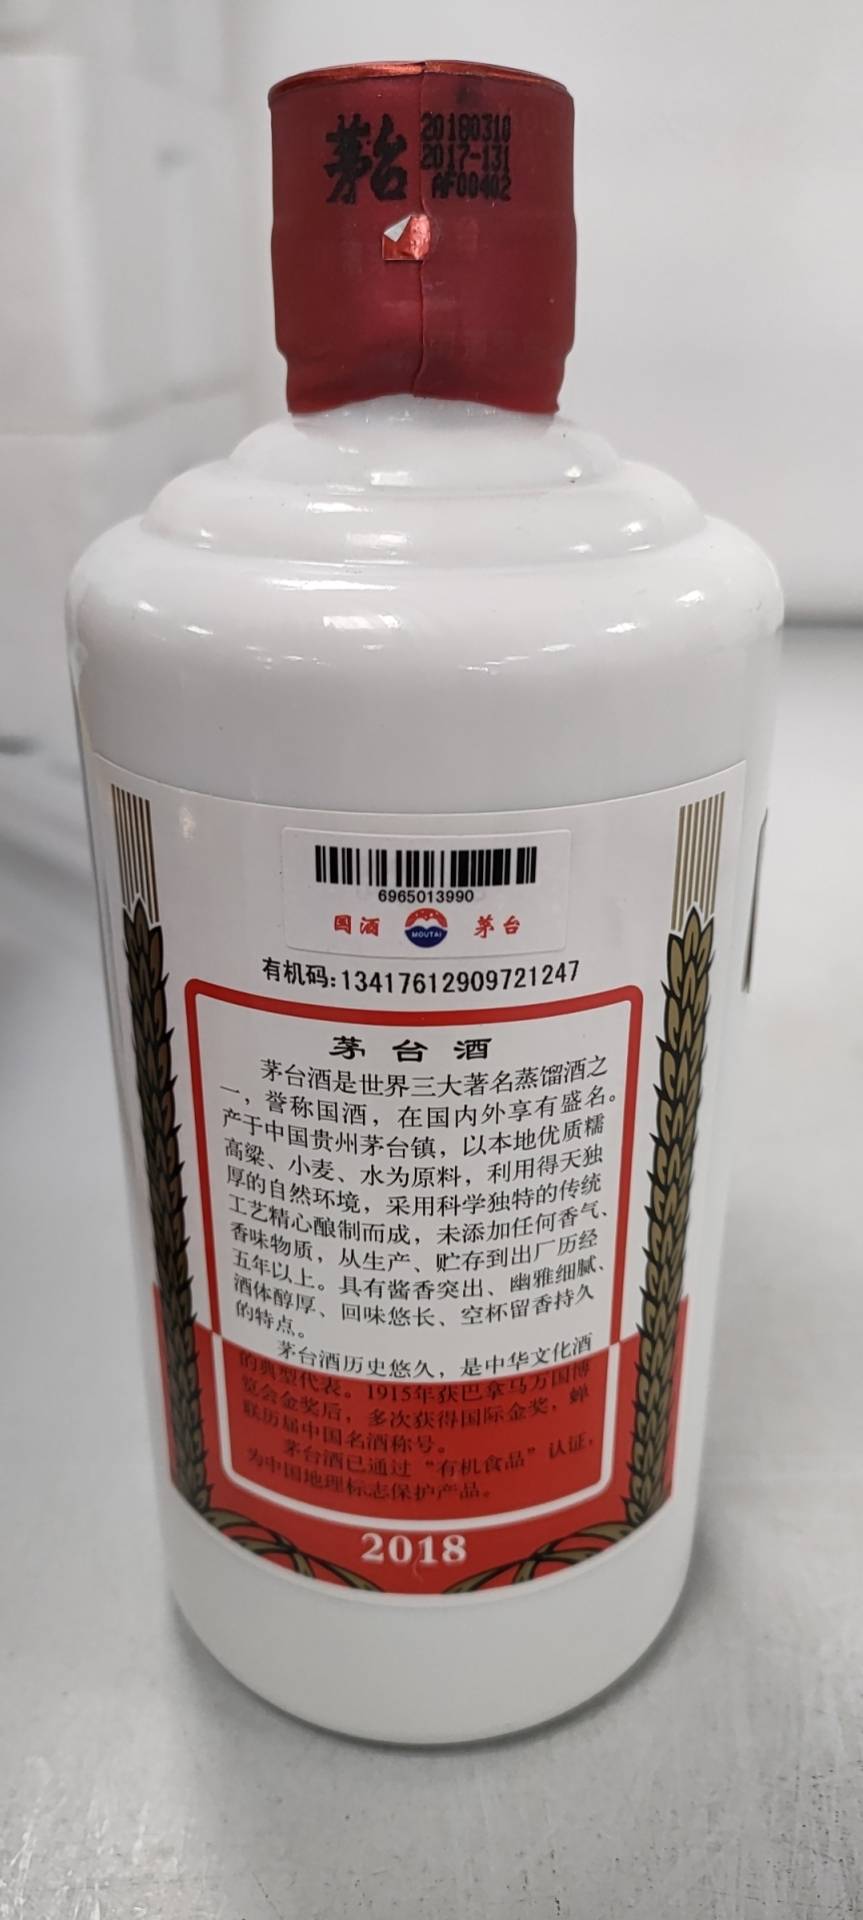 茅台
20180310
2017-131
AF00402
6965013990
国酒
MOUTAI
茅台
有机码:13417612909721247
茅台酒
茅台酒是世界三大著名蒸馏酒之
一，誉称国酒，在国内外享有盛名。
产于中国贵州茅台镇，以本地优质糯
高粱、小麦、水为原料，利用得天独
厚的自然环境，采用科学独特的传统
工艺精心酿制而成，未添加任何香气、
香味物质，从生产、贮存到出厂历经
五年以上。具有酱香突出、幽雅细腻、
酒体醇厚、回味悠长、空杯留香持久
的特点。
茅台酒历史悠久，是中华文化酒
的典型代表。1915年获巴拿马万国博
览会金奖后，多次获得国际金奖，蝉
联历届中国名酒称号。
茅台酒已通过“有机食品”认证，
为中国地理标志保护产品。
2018